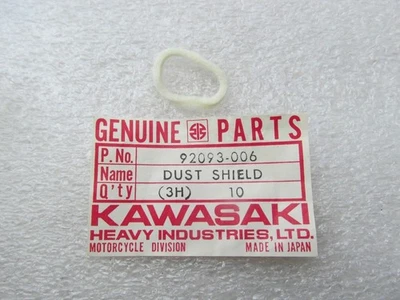 GENUINE PARTS
P. No. 92093-006
Name DUST SHIELD
Q'ty (3H) 10
KAWASAKI
HEAVY INDUSTRIES, LTD.
MOTORCYCLE DIVISION MADE IN JAPAN